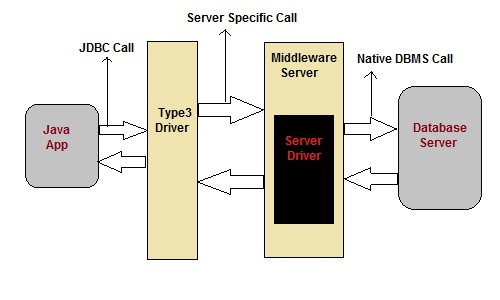 Server Specific Call
JDBC Call
Middleware
Server
Native DBMS Call
Java
App
Type3
Driver
Server
Driver
Database
Server